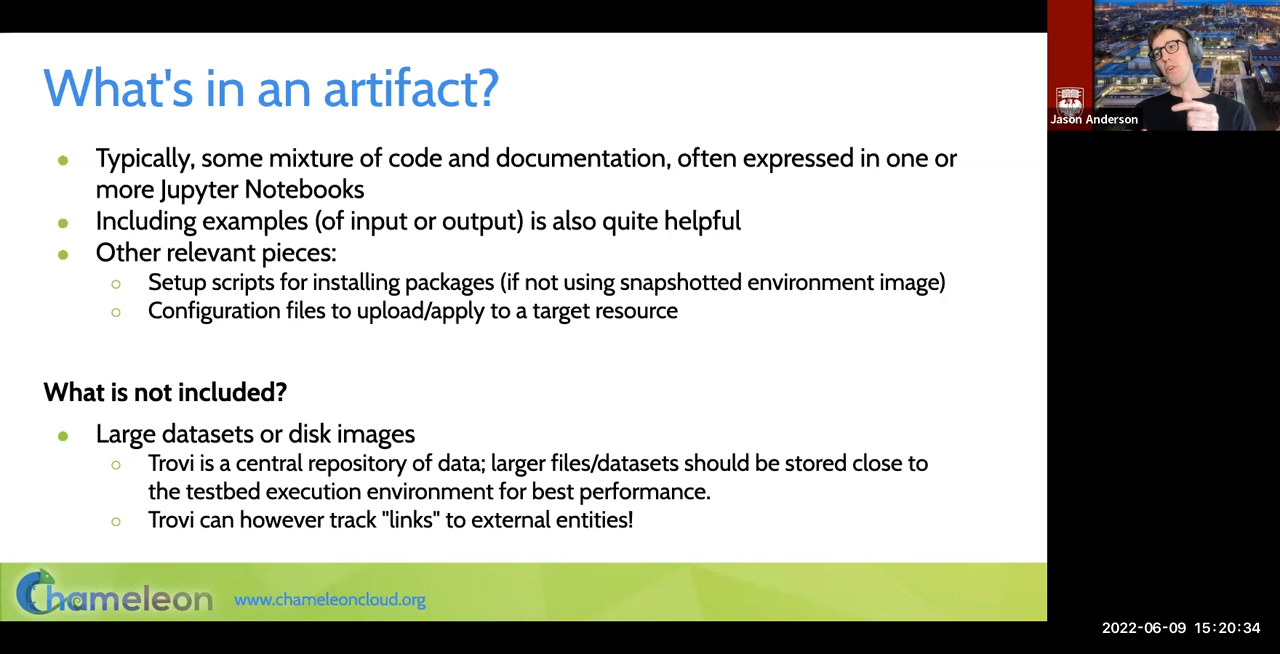 What's in an artifact?
Jason Anderson
● Typically, some mixture of code and documentation, often expressed in one or
more Jupyter Notebooks
● Including examples (of input or output) is also quite helpful
● Other relevant pieces:
○ Setup scripts for installing packages (if not using snapshotted environment image)
○ Configuration files to upload/apply to a target resource
What is not included?
● Large datasets or disk images
○ Trovi is a central repository of data; larger files/datasets should be stored close to
the testbed execution environment for best performance.
○ Trovi can however track "links" to external entities!
Chameleon
www.chameleoncloud.org
2022-06-09 15:20:34